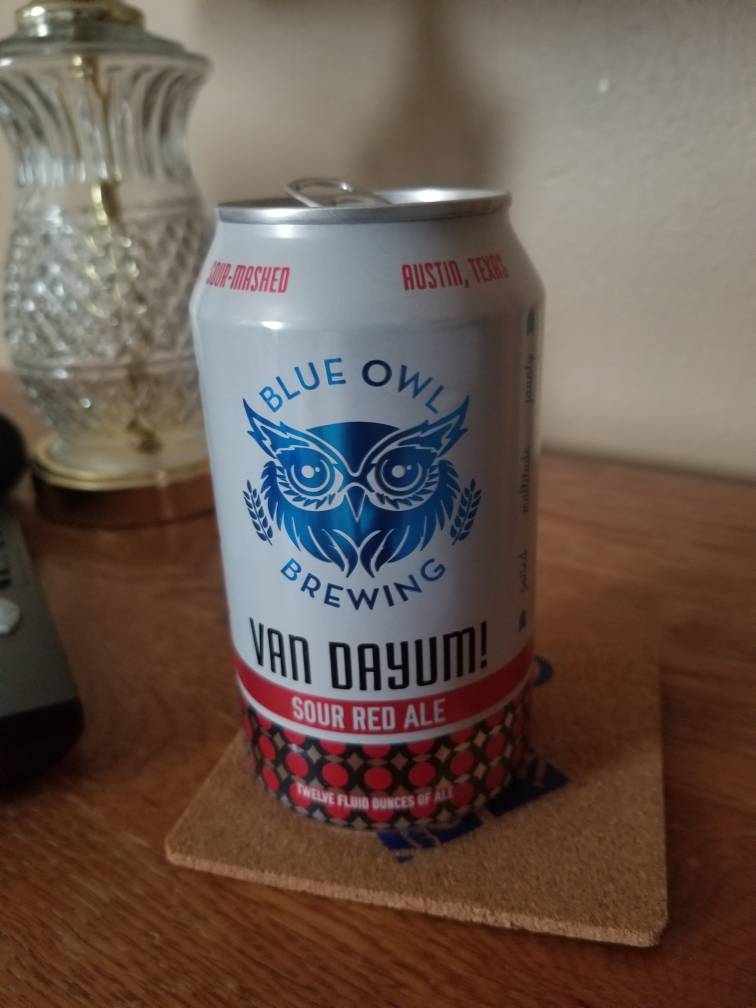 SOUR-MASHED
AUSTIN, TEXAS
BLUE OWL
BREWING
VAN DAYUM!
SOUR RED ALE
TWELVE FLUID OUNCES OF ALE